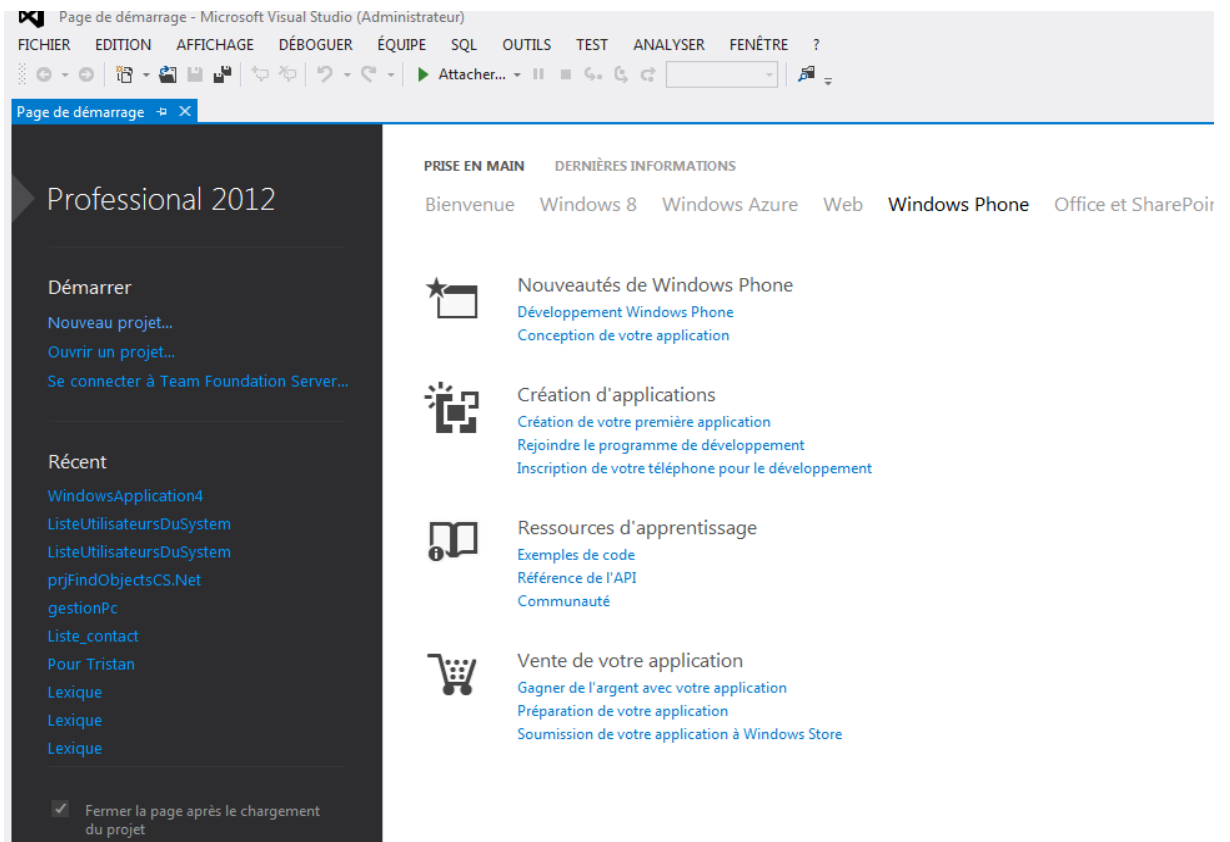 Page de démarrage - Microsoft Visual Studio (Administrateur)
FICHIER EDITION AFFICHAGE DÉBOGUER ÉQUIPE SQL OUTILS TEST ANALYSER FENÊTRE ?
Attacher...
Page de démarrage
PRISE EN MAIN DERNIÈRES INFORMATIONS
Professional 2012
Bienvenue Windows 8 Windows Azure Web Windows Phone Office et SharePoin
Démarrer
Nouveau projet...
Ouvrir un projet...
Se connecter à Team Foundation Server...
Récent
WindowsApplication4
ListeUtilisateursDuSystem
ListeUtilisateursDuSystem
prjFindObjectsCS.Net
gestionPc
Liste_contact
Pour Tristan
Lexique
Lexique
Lexique
Fermer la page après le chargement
du projet
Nouveautés de Windows Phone
Développement Windows Phone
Conception de votre application
Création d'applications
Création de votre première application
Rejoindre le programme de développement
Inscription de votre téléphone pour le développement
Ressources d'apprentissage
Exemples de code
Référence de l'API
Communauté
Vente de votre application
Gagner de l'argent avec votre application
Préparation de votre application
Soumission de votre application à Windows Store